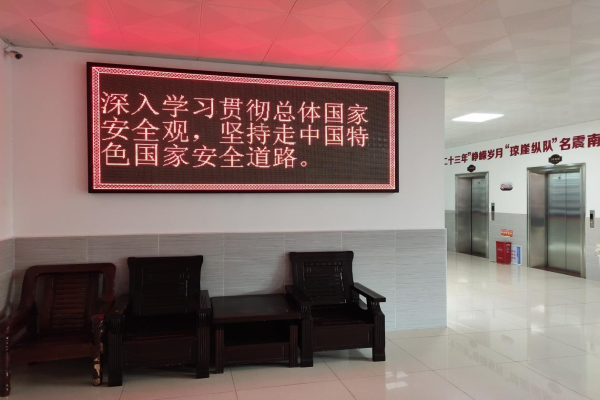 深入学习贯彻总体国家
安全观，坚持走中国特
色国家安全道路。
二十三年”峥嵘岁月“琼崖纵队”名震南